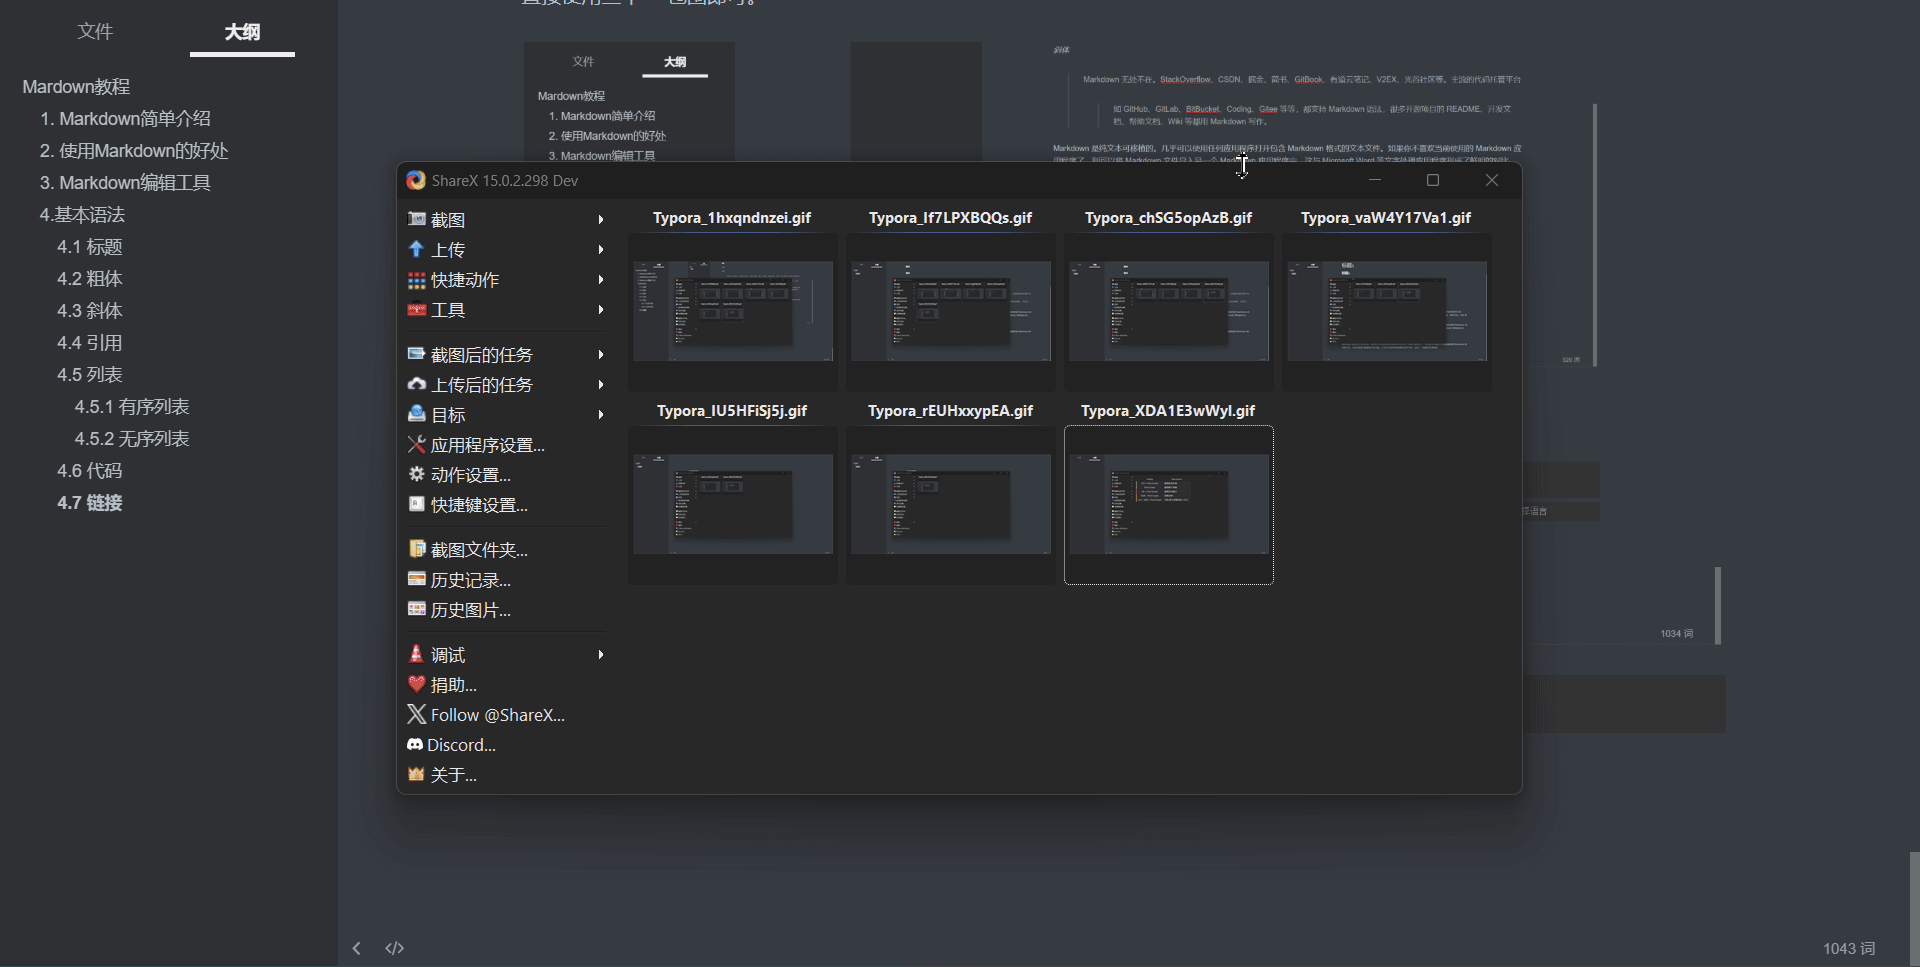 文件
大纲
Mardown教程
1. Markdown简单介绍
2. 使用Markdown的好处
3. Markdown编辑工具
4.基本语法
4.1 标题
4.2 粗体
4.3 斜体
4.4 引用
4.5 列表
4.5.1 有序列表
4.5.2 无序列表
4.6 代码
4.7 链接
文件
大纲
Mardown教程
1. Markdown简单介绍
2. 使用Markdown的好处
3. Markdown编辑工具
斜体
Markdown 无处不在。StackOverflow、CSDN、掘金、简书、GitBook、有道云笔记、V2EX、光谷社区等。主流的代码托管平台
如 GitHub、GitLab、BitBucket、Coding、Gitee 等等，都支持 Markdown 语法，很多开源项目的 README、开发文
档、帮助文档、Wiki 等都用 Markdown 写作。
Markdown 是纯文本可移植的。几乎可以使用任何应用程序打开包含 Markdown 格式的文本文件。如果你不喜欢当前使用的 Markdown 应
ShareX 15.0.2.298 Dev
截图
上传
快捷动作
工具
截图后的任务
上传后的任务
目标
应用程序设置...
动作设置...
快捷键设置...
截图文件夹...
历史记录...
历史图片...
调试
捐助...
Follow @ShareX...
Discord...
关于...
Typora_1hxqndnzei.gif
Typora_If7LPXBQQs.gif
Typora_chSG5opAzB.gif
Typora_vaW4Y17Va1.gif
Typora_IU5HFiSj5j.gif
Typora_rEUHxxypEA.gif
Typora_XDA1E3wWyl.gif
择语言
1034 词
1043 词